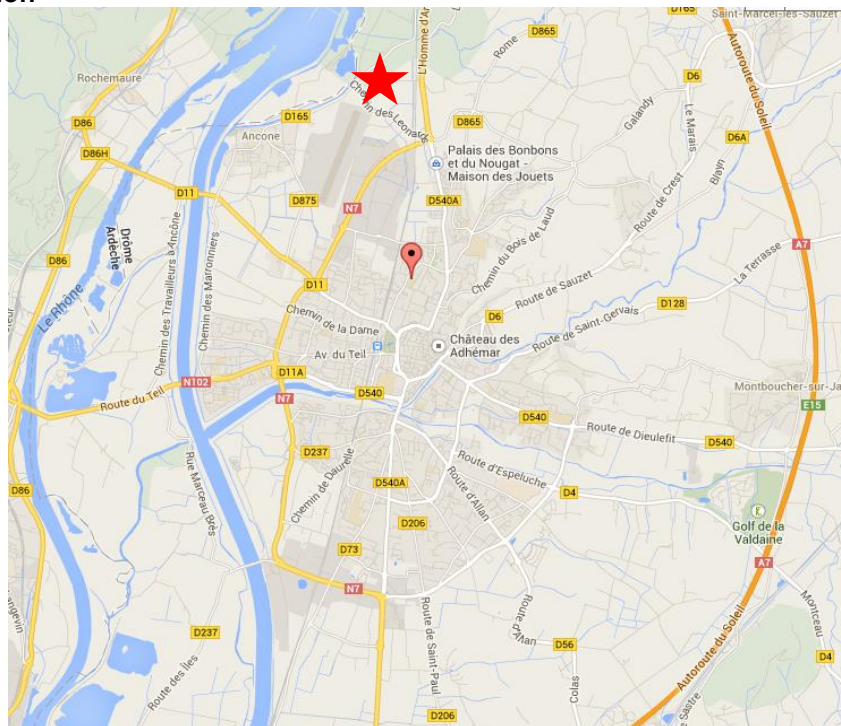 Saint-Marcel-lès-Sauzet
D165
D865
Rome
L'Homme d'Ar
Autoroute du Soleil
Rochemaure
D6
Chemin des Leonards
Galandy
Le Marais
D86
D165
D865
D6A
Ancone
D86H
Palais des Bonbons
et du Nougat -
Maison des Jouets
Blayn
D11
D875
N7
D540A
Route de Crest
Chemin du Bois de Laud
Drôme
Ardèche
D86
A7
La Terrasse
Chemin des Travailleurs à Ancône
Chemin des Marronniers
Le Rhône
D11
Route de Sauzet
D128
Chemin de la Dame
D6
Route de Saint-Gervais
Château des
Adhémar
Av. du Teil
D11A
N102
D540
Montboucher-sur-Ja
Route du Teil
N7
E15
D540
Route de Dieulefit
D540
D237
Rue Marceau Brès
Chemin de Daurelle
Route d'Espeluche
D86
D540A
Route d'Allan
D4
D206
Golf de la
Valdaine
D73
A7
N7
Route de Saint-Paul
Route
d'Allan
Montceau
D237
Route des Îles
D56
Colas
Autoroute du Soleil
D4
D206